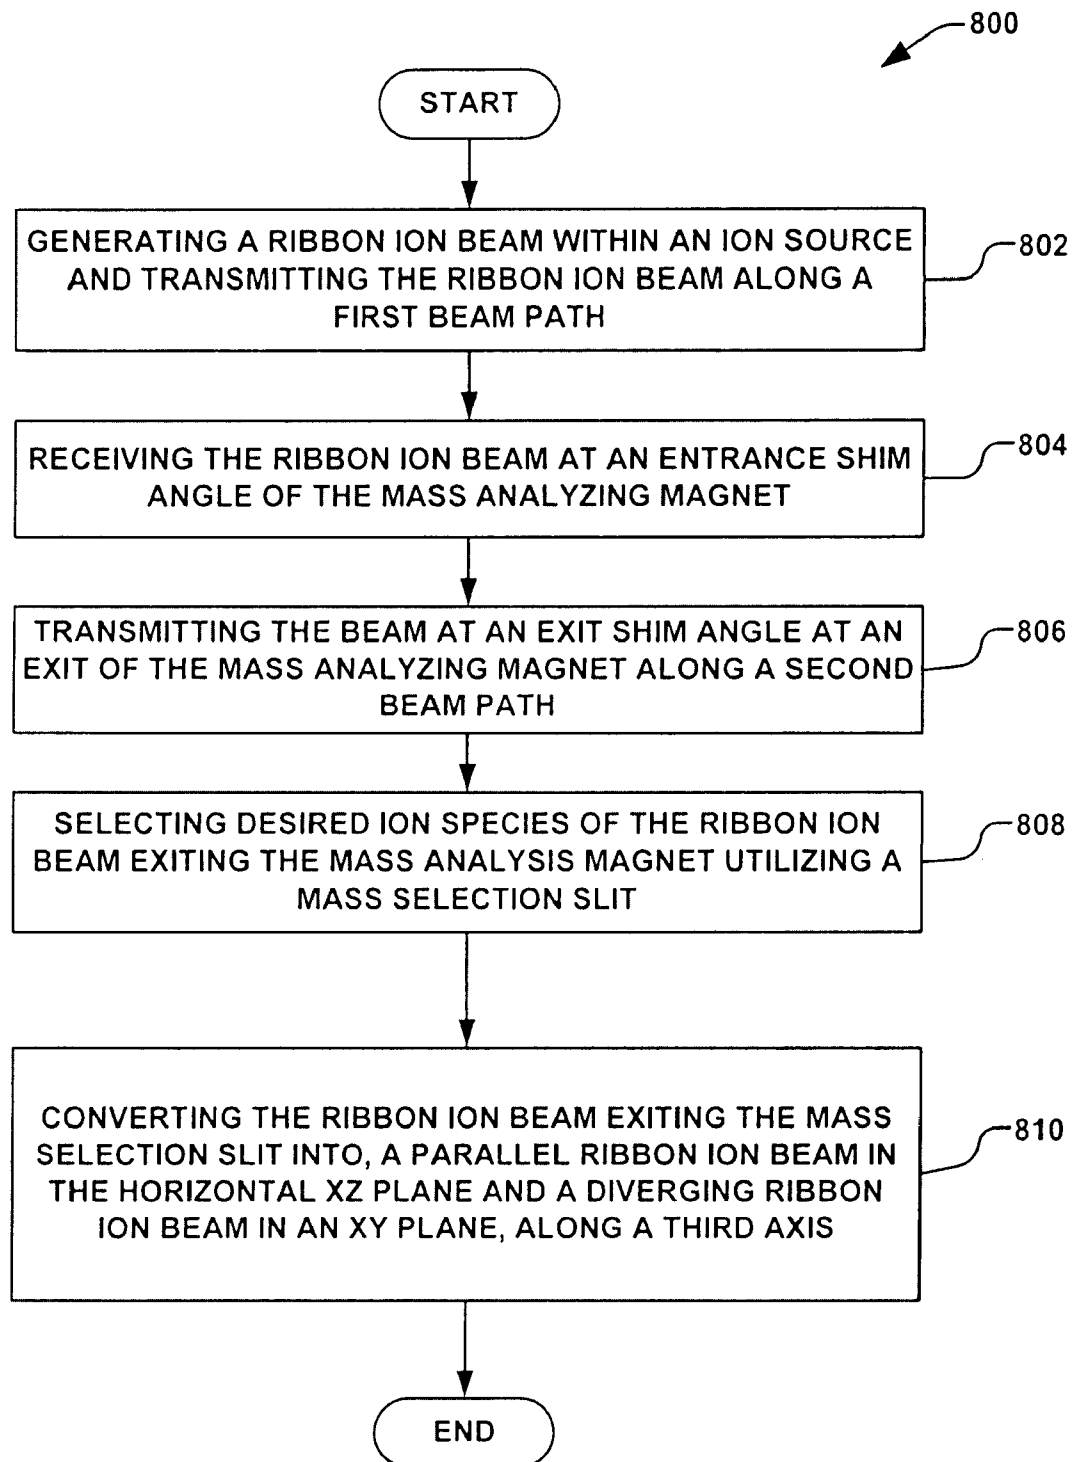 800
START
GENERATING A RIBBON ION BEAM WITHIN AN ION SOURCE
AND TRANSMITTING THE RIBBON ION BEAM ALONG A
FIRST BEAM PATH
802
RECEIVING THE RIBBON ION BEAM AT AN ENTRANCE SHIM
ANGLE OF THE MASS ANALYZING MAGNET
804
TRANSMITTING THE BEAM AT AN EXIT SHIM ANGLE AT AN
EXIT OF THE MASS ANALYZING MAGNET ALONG A SECOND
BEAM PATH
806
SELECTING DESIRED ION SPECIES OF THE RIBBON ION
BEAM EXITING THE MASS ANALYSIS MAGNET UTILIZING A
MASS SELECTION SLIT
808
CONVERTING THE RIBBON ION BEAM EXITING THE MASS
SELECTION SLIT INTO, A PARALLEL RIBBON ION BEAM IN
THE HORIZONTAL XZ PLANE AND A DIVERGING RIBBON
ION BEAM IN AN XY PLANE, ALONG A THIRD AXIS
810
END